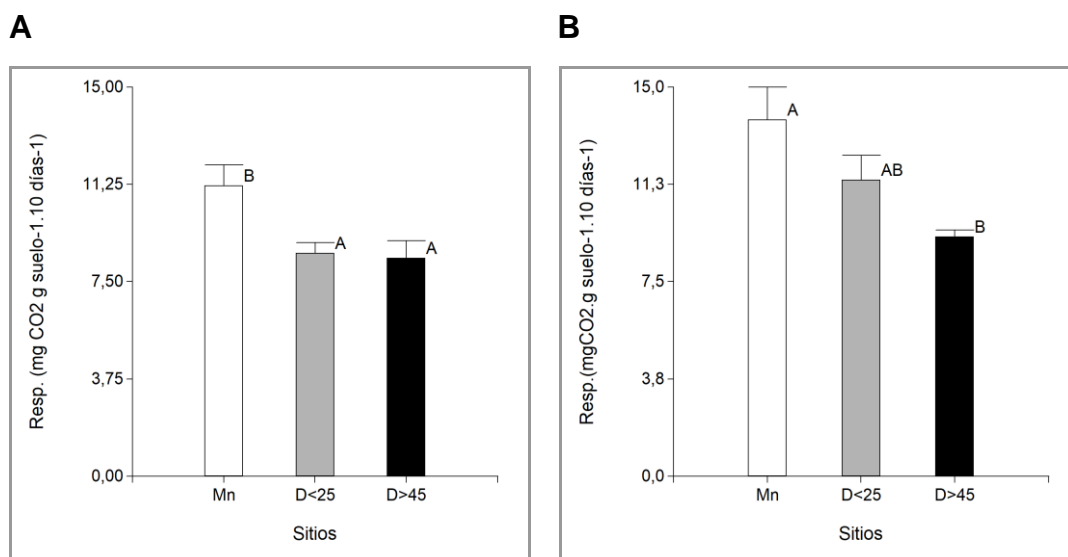 A
15,00
11,25
7,50
3,75
0,00
Resp. (mg CO2 g suelo-1.10 días-1)
B
A
A
Mn
D<25
D>45
Sitios
B
15,0
11,3
7,5
3,8
0,0
Resp.(mgCO2.g suelo-1.10 días-1)
A
AB
B
Mn
D<25
D>45
Sitios